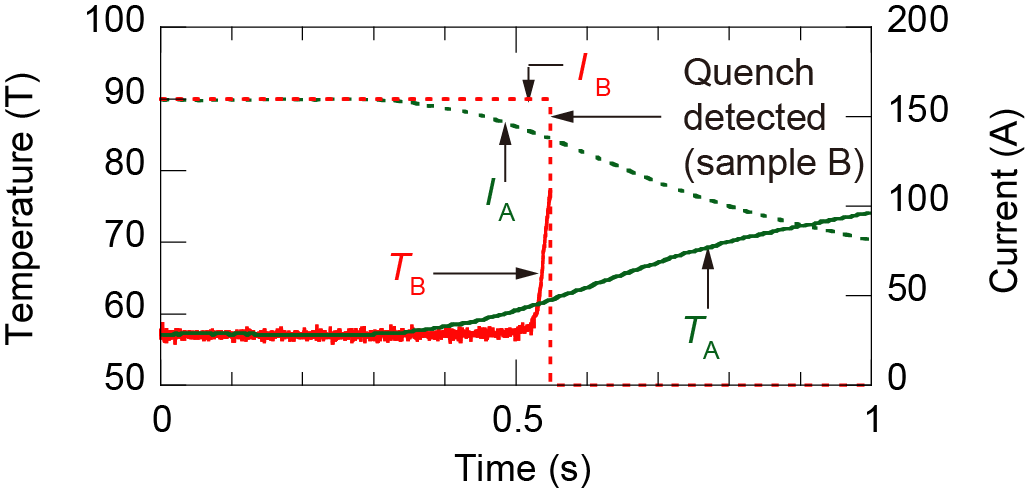 100
90
80
70
60
50
Temperature (T)
200
150
100
50
0
Current (A)
I B
Quench
detected
(sample B)
I A
T B
T A
0
0.5
1
Time (s)